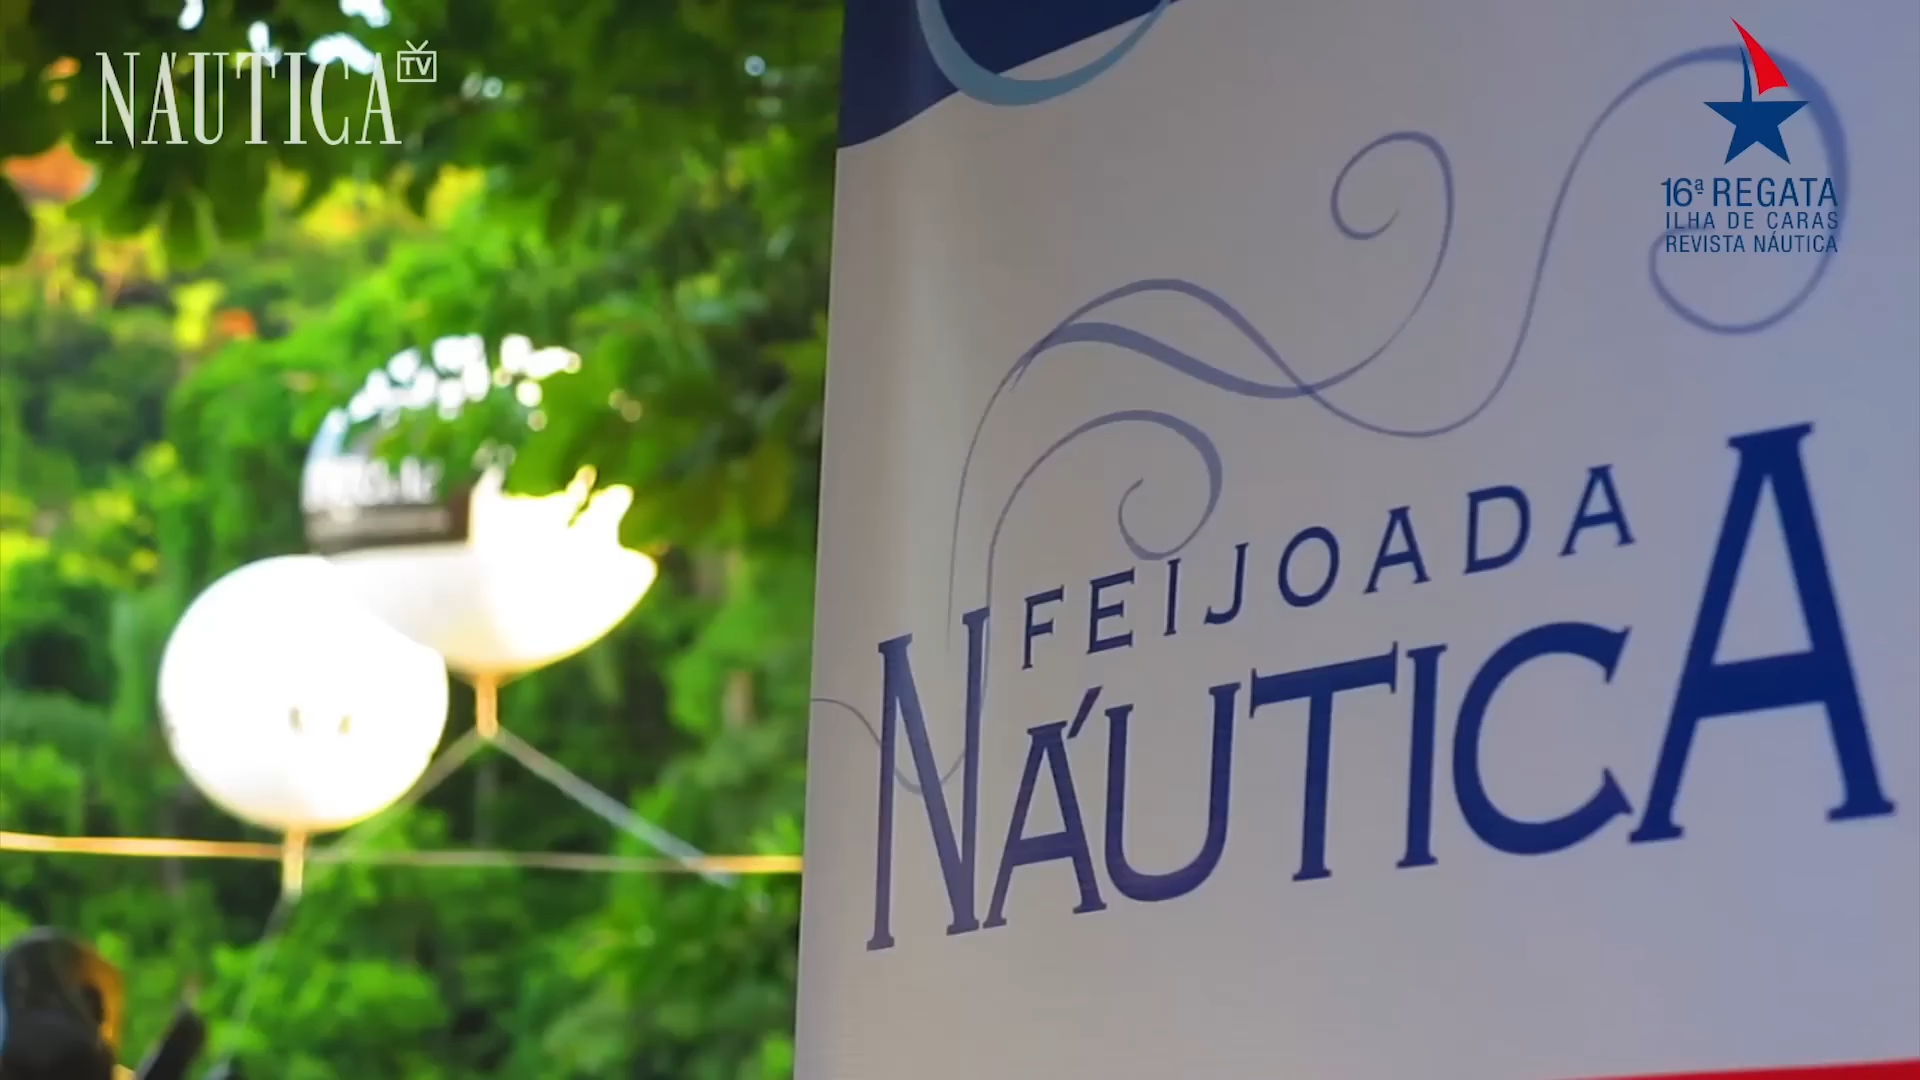 NÁUTICA TV
16ª REGATA
ILHA DE CARAS
REVISTA NÁUTICA
FEIJOADA
NÁUTICA